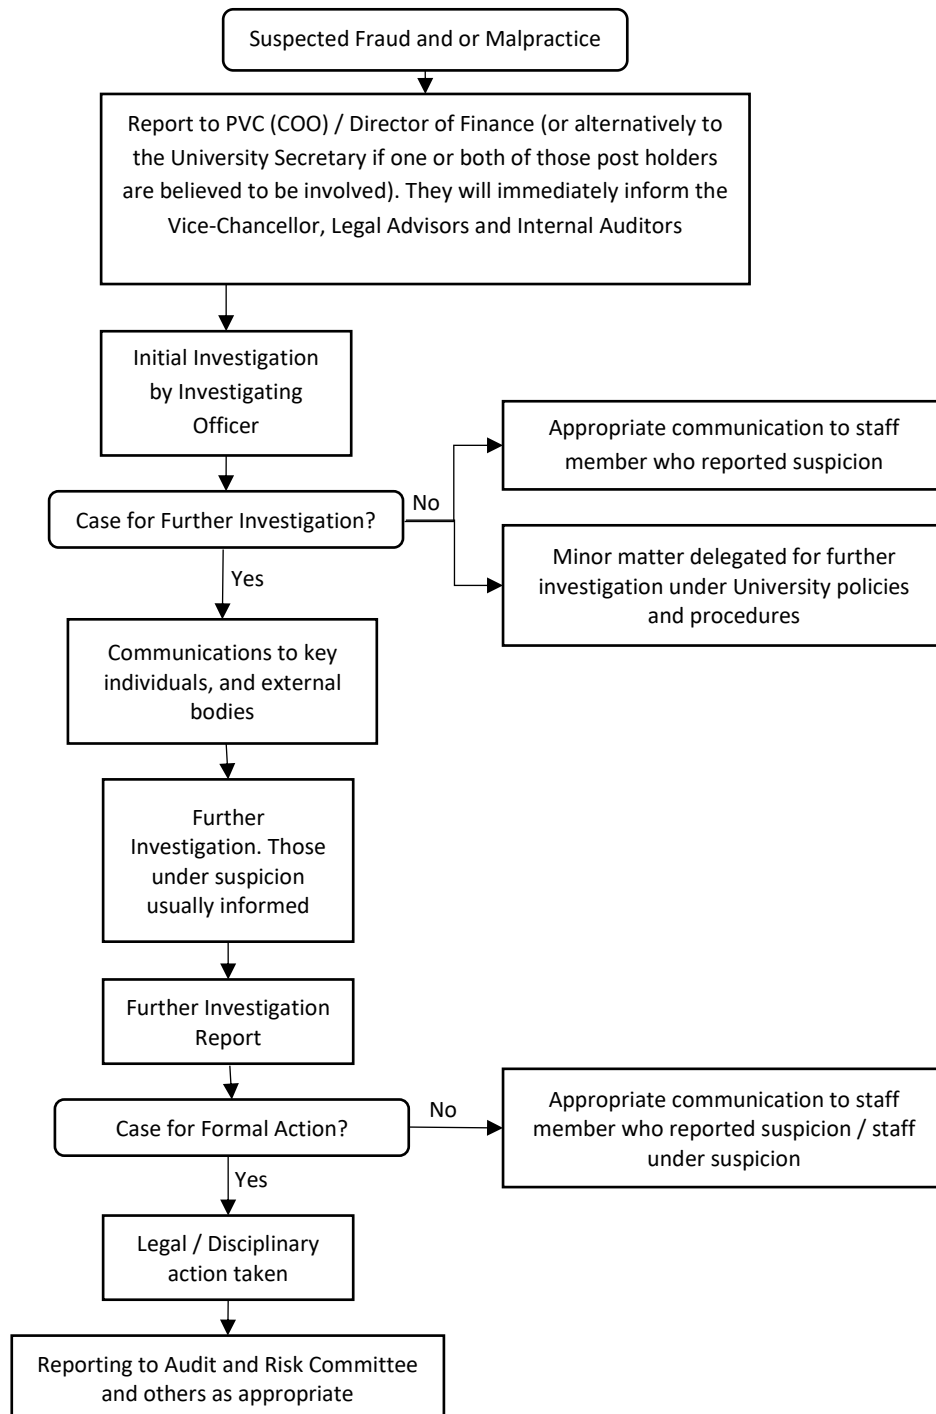 Suspected Fraud and or Malpractice
Report to PVC (COO) / Director of Finance (or alternatively to
the University Secretary if one or both of those post holders
are believed to be involved). They will immediately inform the
Vice-Chancellor, Legal Advisors and Internal Auditors
Initial Investigation
by Investigating
Officer
Appropriate communication to staff
member who reported suspicion
Case for Further Investigation?
No
Minor matter delegated for further
investigation under University policies
and procedures
Yes
Communications to key
individuals, and external
bodies
Further
Investigation. Those
under suspicion
usually informed
Further Investigation
Report
Case for Formal Action?
No
Appropriate communication to staff
member who reported suspicion / staff
under suspicion
Yes
Legal / Disciplinary
action taken
Reporting to Audit and Risk Committee
and others as appropriate